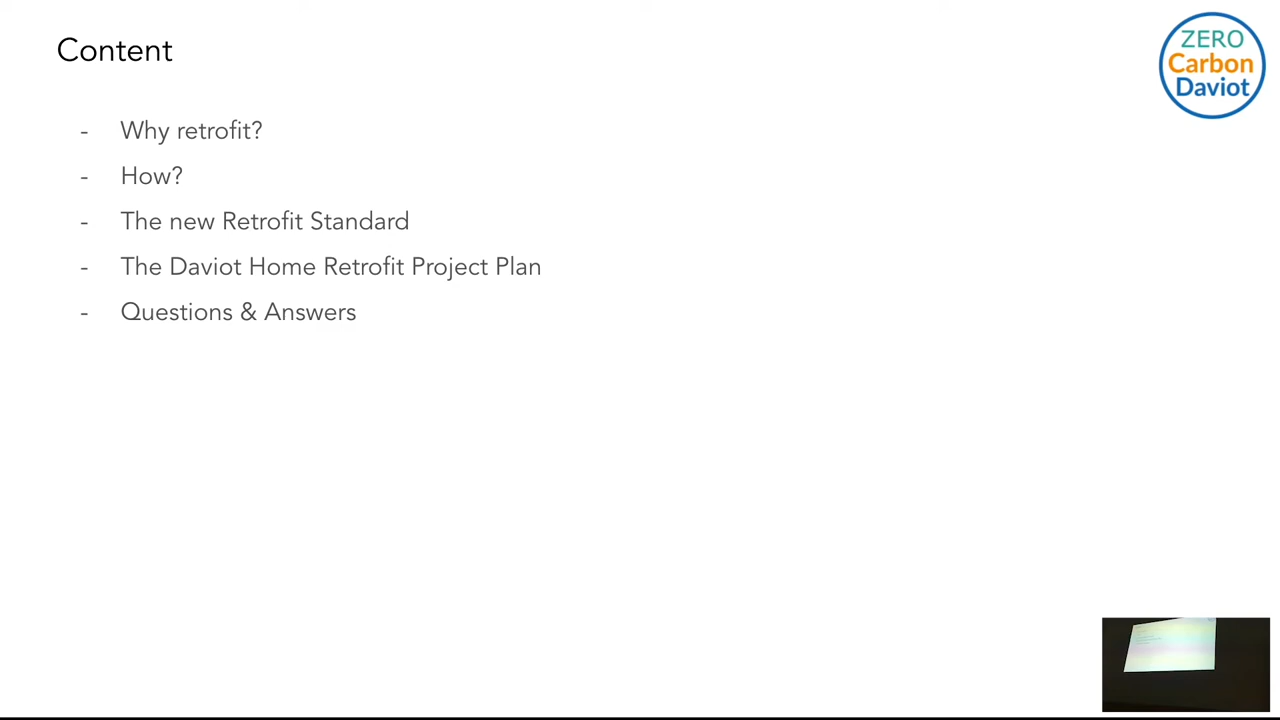 Content
ZERO
Carbon
Daviot
- Why retrofit?
- How?
- The new Retrofit Standard
- The Daviot Home Retrofit Project Plan
- Questions & Answers